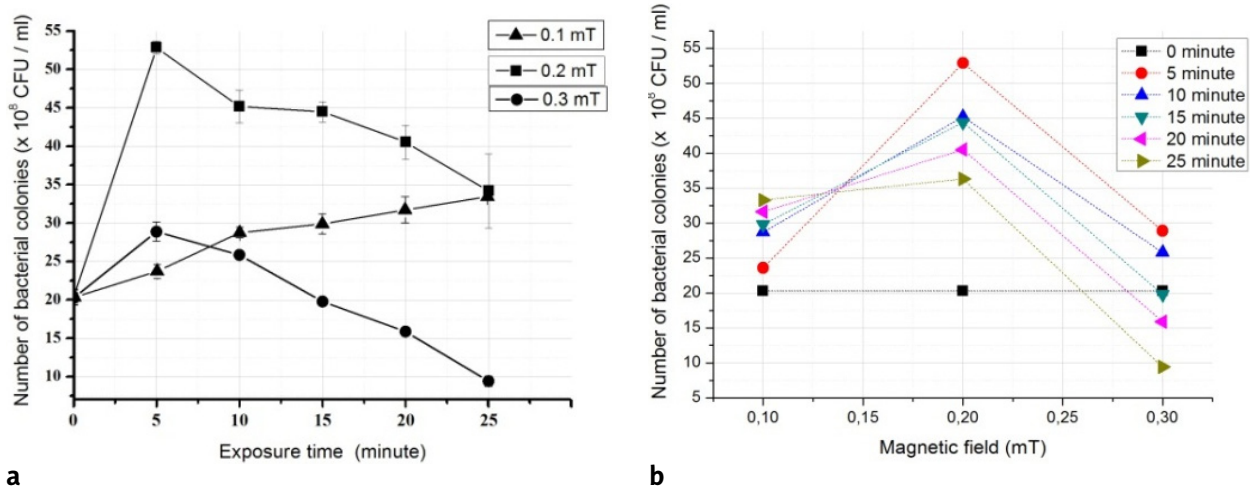 Number of bacterial colonies (x 10⁸ CFU / ml)
55
50
45
40
35
30
25
20
15
10
0
5
10
15
20
25
Exposure time (minute)
0.1 mT
0.2 mT
0.3 mT
a
Number of bacterial colonies (x 10⁸ CFU / ml)
55
50
45
40
35
30
25
20
15
10
5
0,10
0,15
0,20
0,25
0,30
Magnetic field (mT)
0 minute
5 minute
10 minute
15 minute
20 minute
25 minute
b